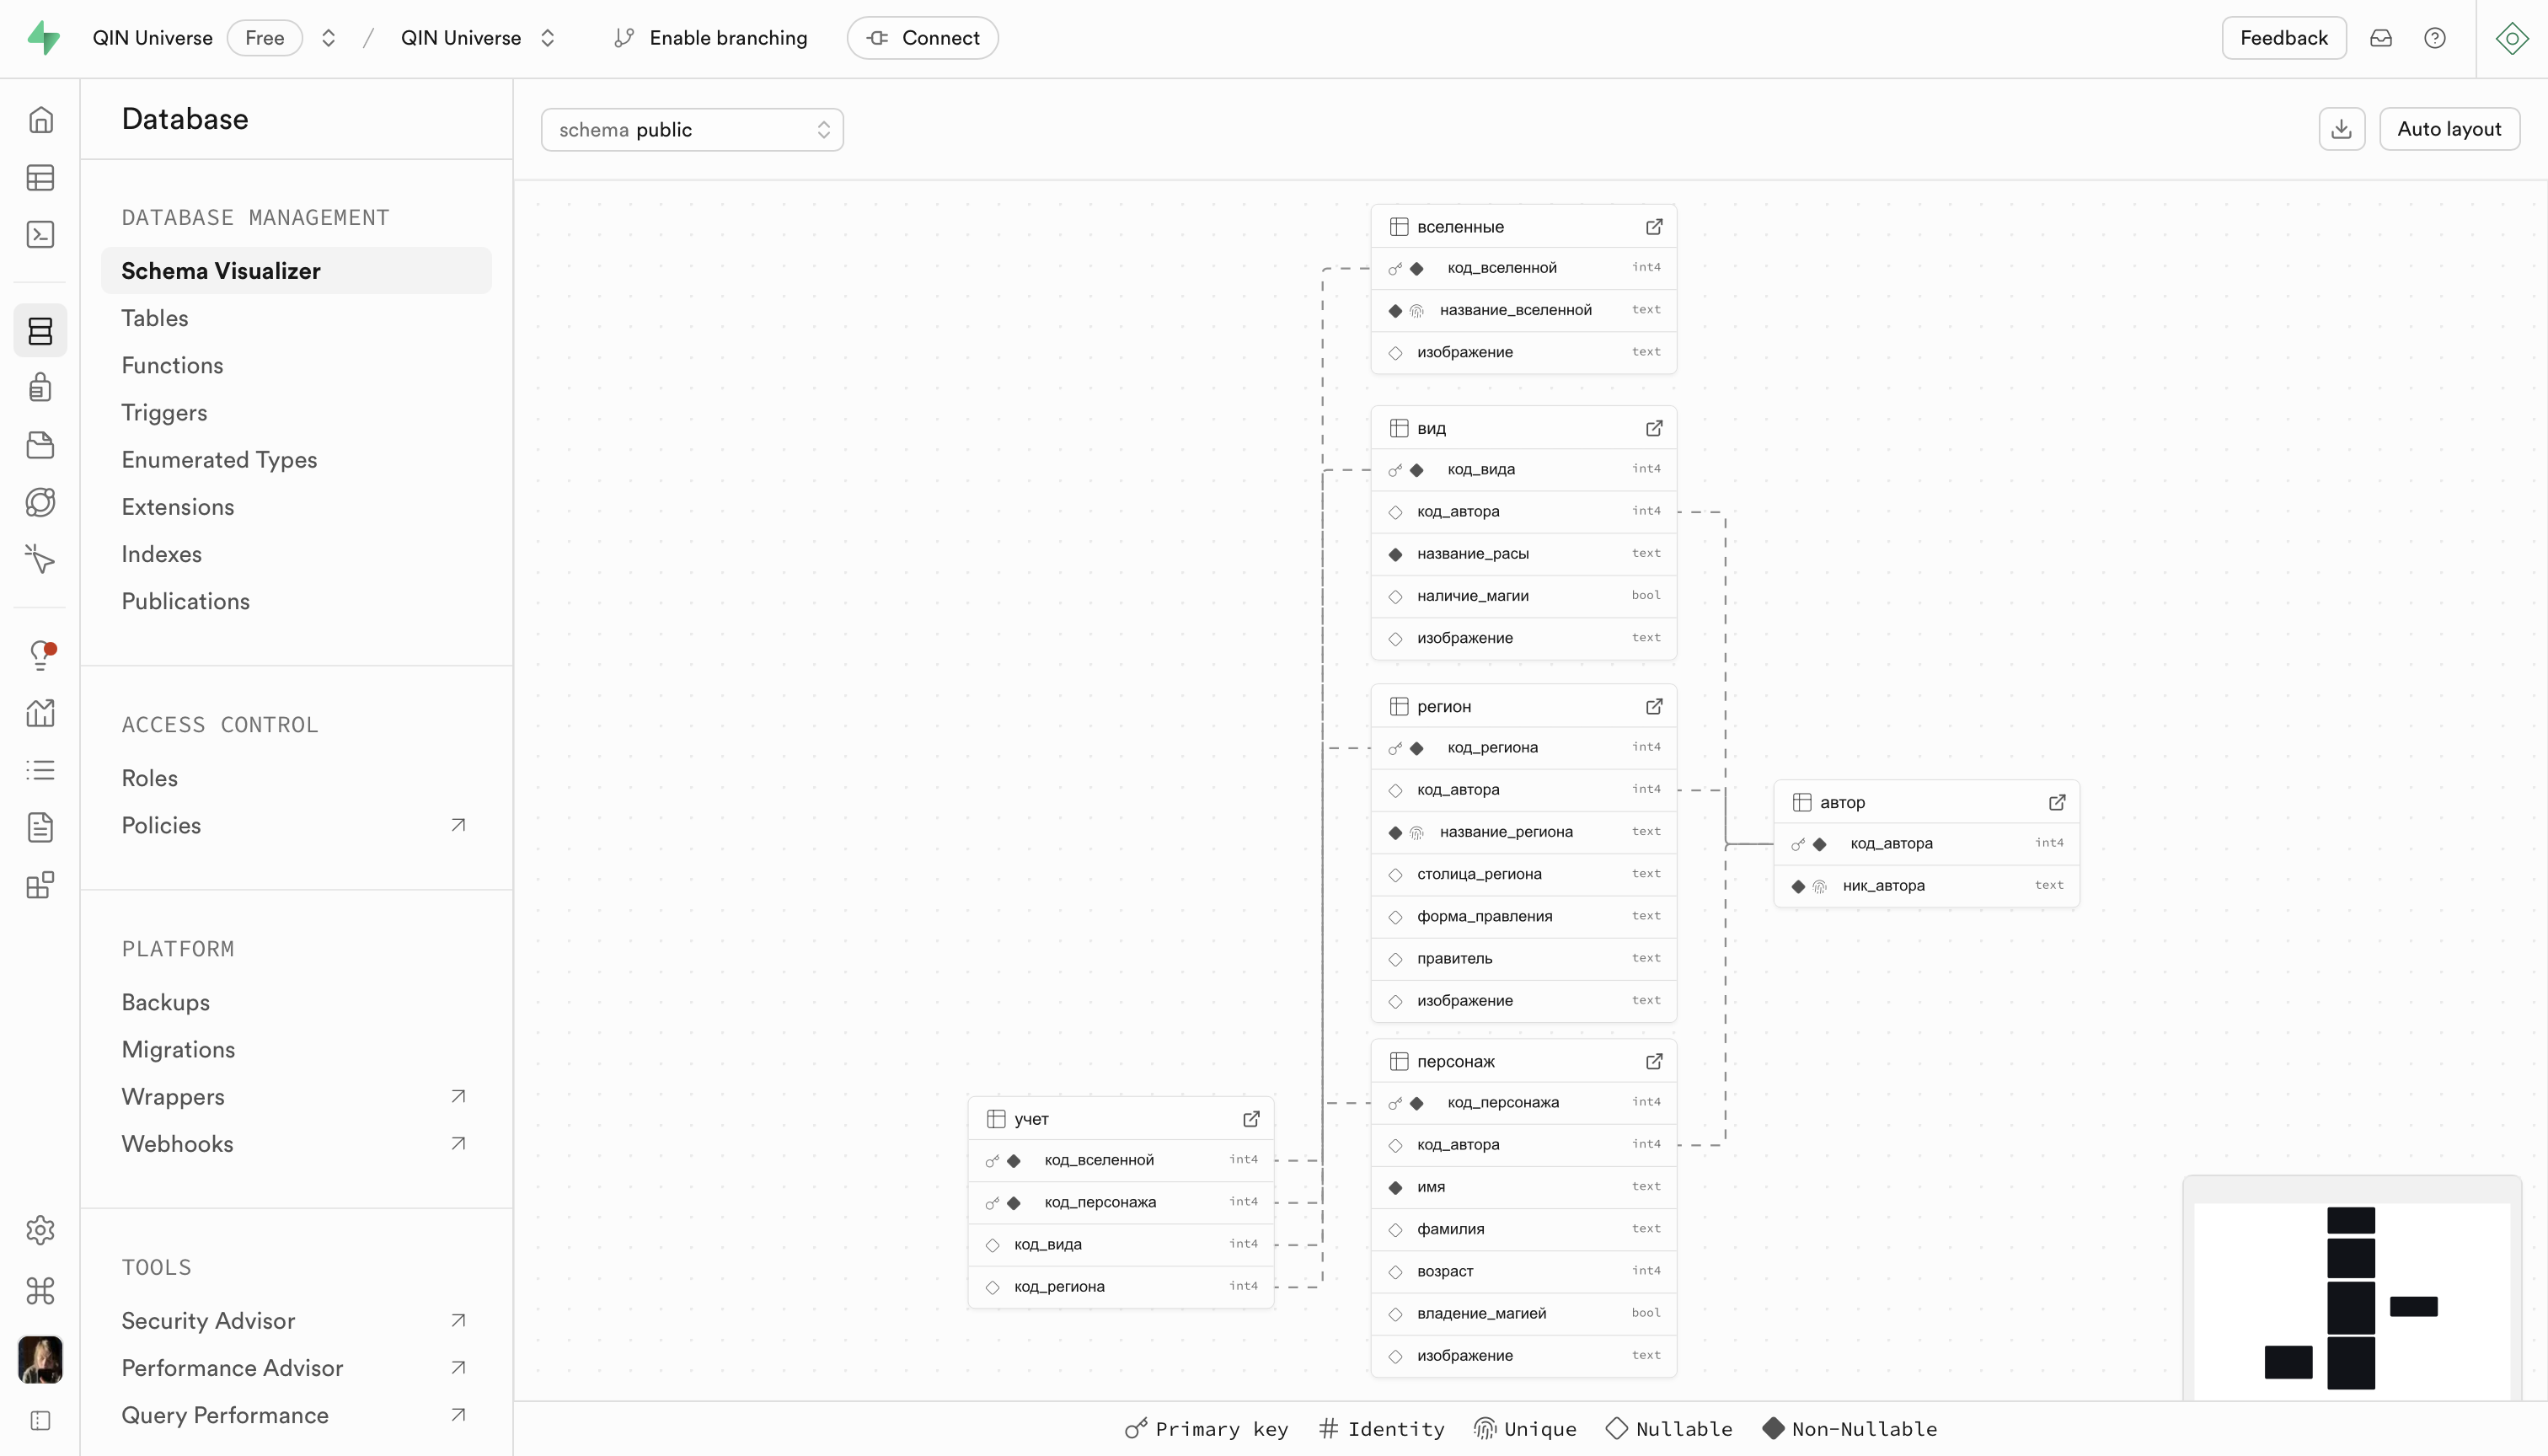 QIN Universe Free / QIN Universe Enable branching Connect Feedback
Database
DATABASE MANAGEMENT
Schema Visualizer
Tables
Functions
Triggers
Enumerated Types
Extensions
Indexes
Publications
ACCESS CONTROL
Roles
Policies
PLATFORM
Backups
Migrations
Wrappers
Webhooks
TOOLS
Security Advisor
Performance Advisor
Query Performance
schema public
Auto layout
вселенные
код_вселенной int4
название_вселенной text
изображение text
вид
код_вида int4
код_автора int4
название_расы text
наличие_магии bool
изображение text
регион
код_региона int4
код_автора int4
название_региона text
столица_региона text
форма_правления text
правитель text
изображение text
автор
код_автора int4
ник_автора text
учет
код_вселенной int4
код_персонажа int4
код_вида int4
код_региона int4
персонаж
код_персонажа int4
код_автора int4
имя text
фамилия text
возраст int4
владение_магией bool
изображение text
Primary key Identity Unique Nullable Non-Nullable